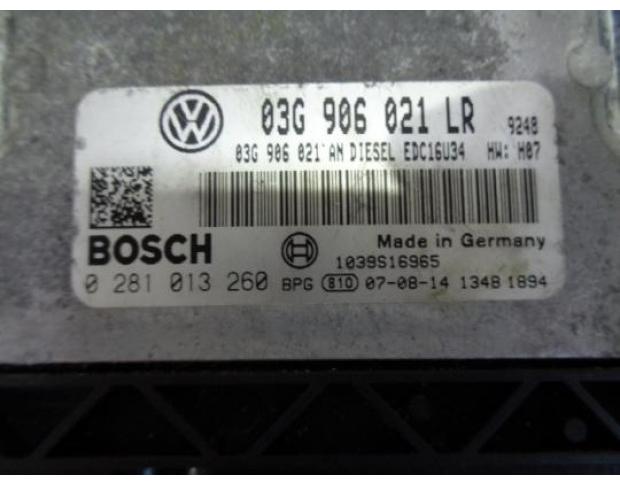 03G 906 021 LR 9248
03G 906 021 AN DIESEL EDC16U34 HW: H07
BOSCH
Made in Germany
1039S16965
0 281 013 260 BPG 810 07-08-14 1348 1894